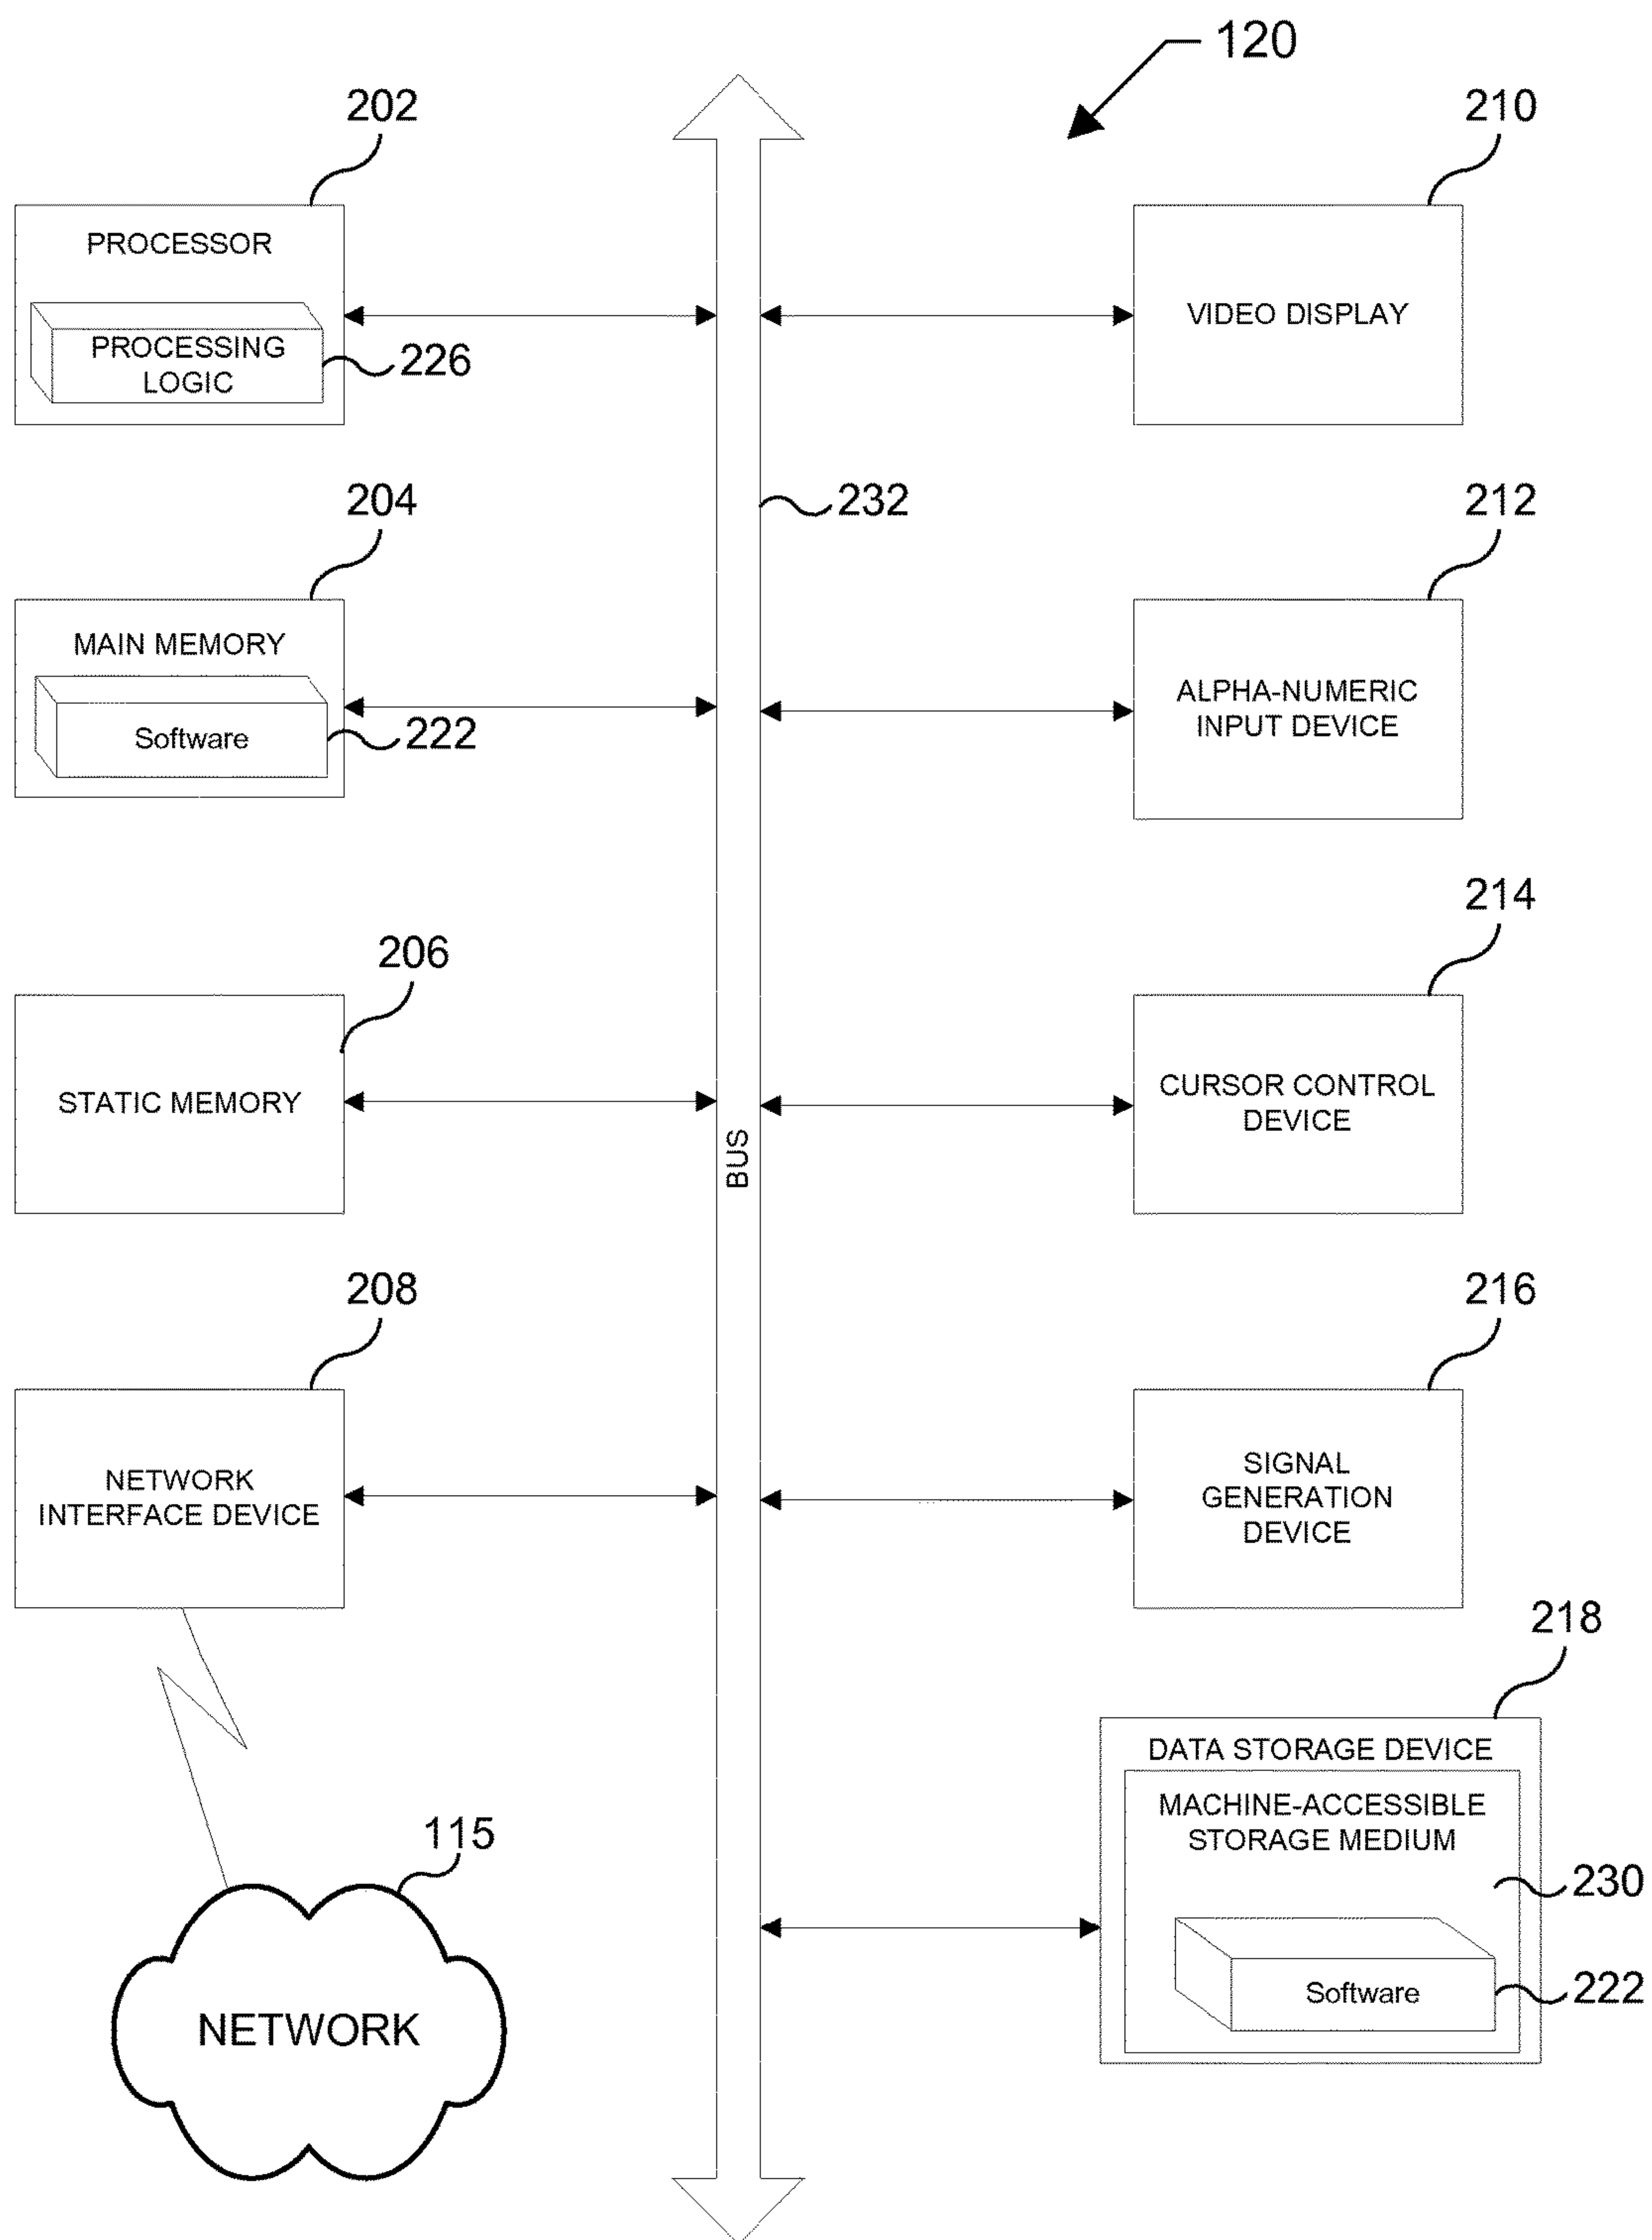 120
202
PROCESSOR
PROCESSING
LOGIC
226
210
VIDEO DISPLAY
204
MAIN MEMORY
Software
222
232
212
ALPHA-NUMERIC
INPUT DEVICE
206
STATIC MEMORY
BUS
214
CURSOR CONTROL
DEVICE
208
NETWORK
INTERFACE DEVICE
216
SIGNAL
GENERATION
DEVICE
115
NETWORK
218
DATA STORAGE DEVICE
MACHINE-ACCESSIBLE
STORAGE MEDIUM
230
Software
222